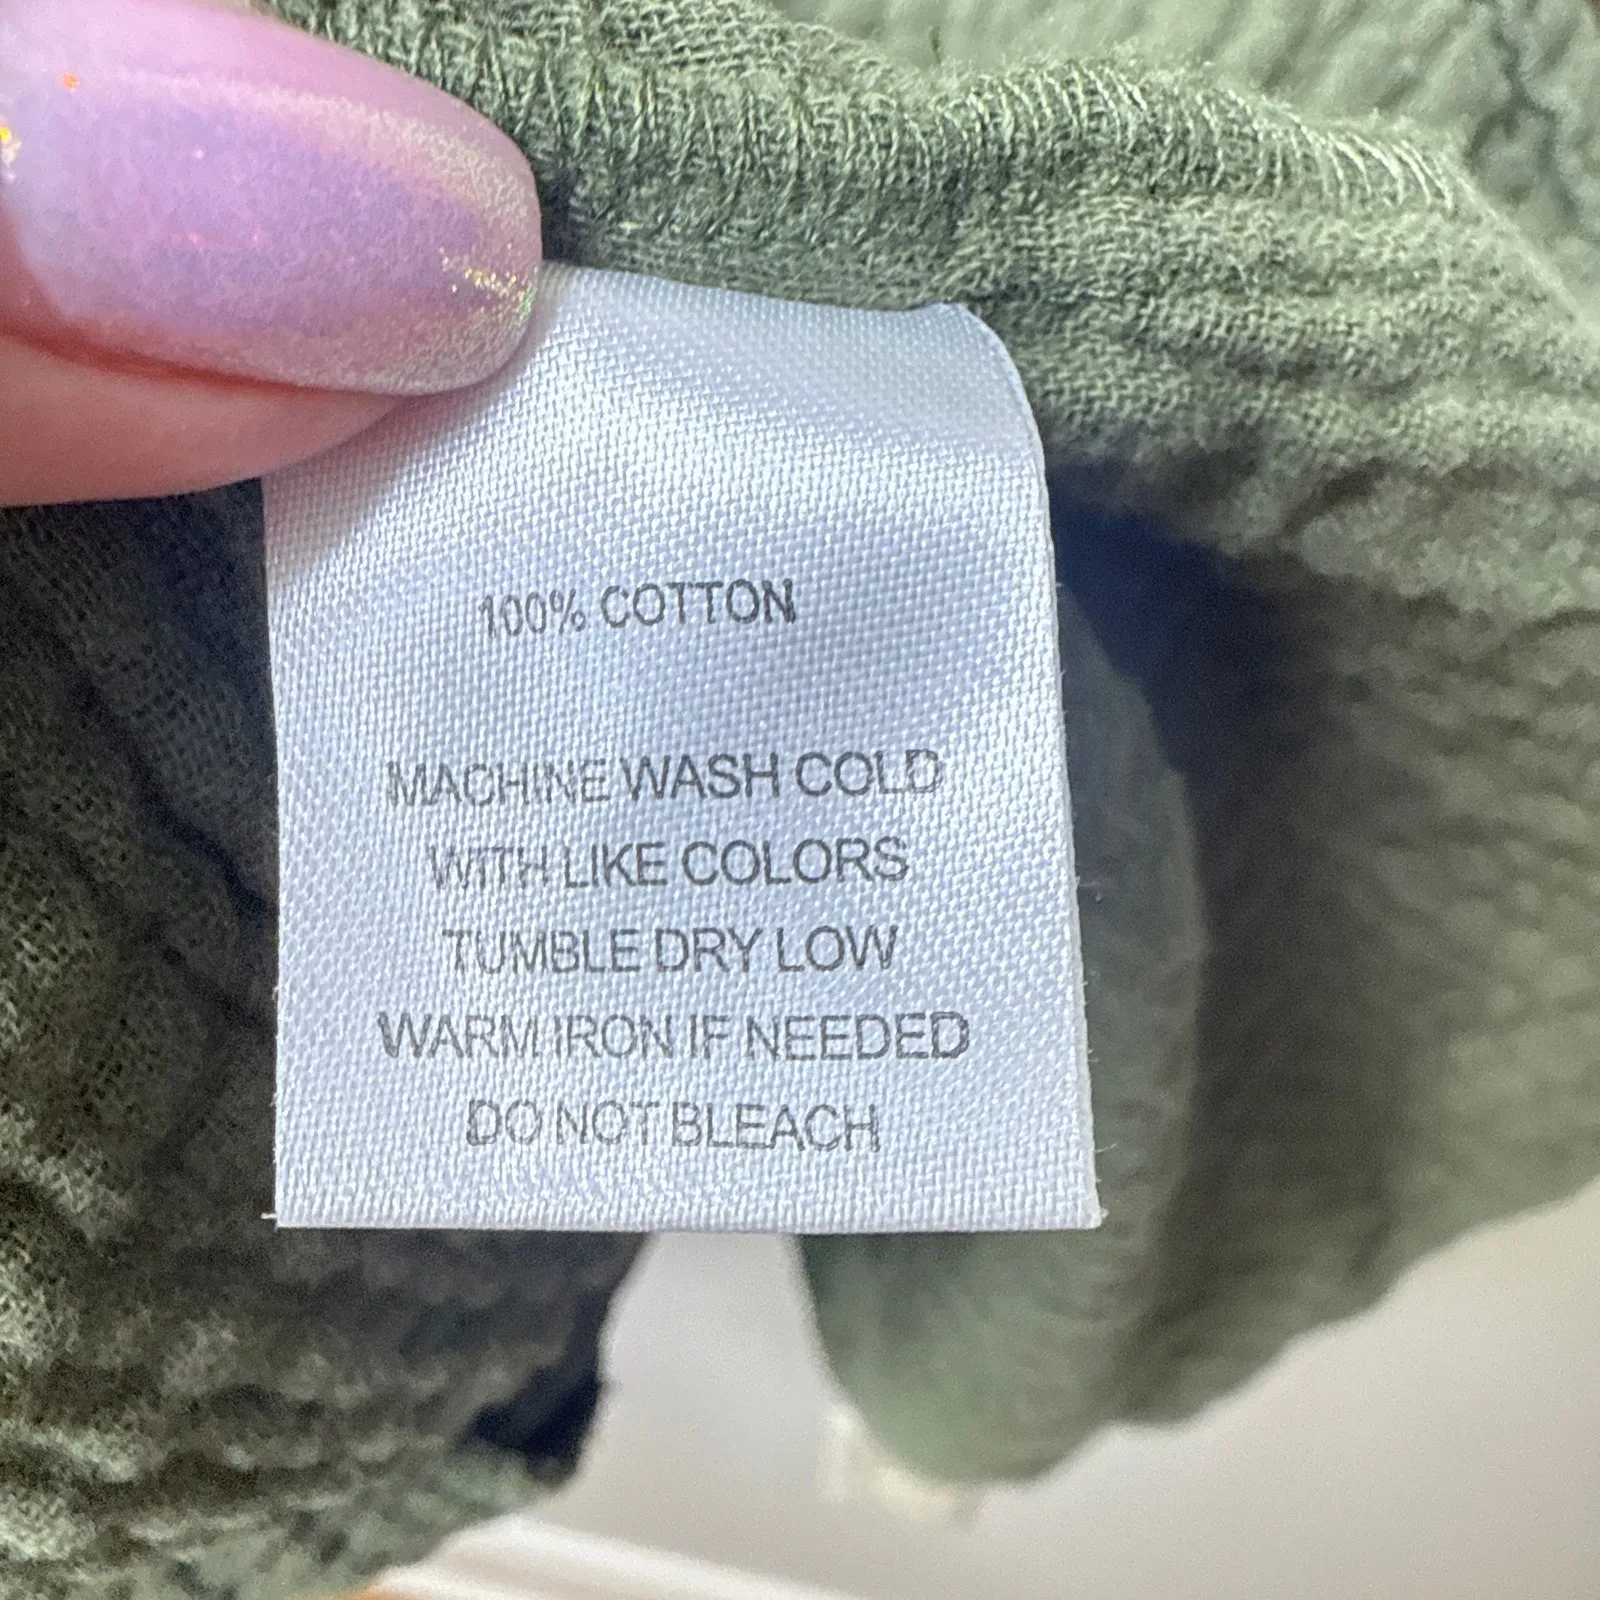 100% COTTON
MACHINE WASH COLD
WITH LIKE COLORS
TUMBLE DRY LOW
WARM IRON IF NEEDED
DO NOT BLEACH